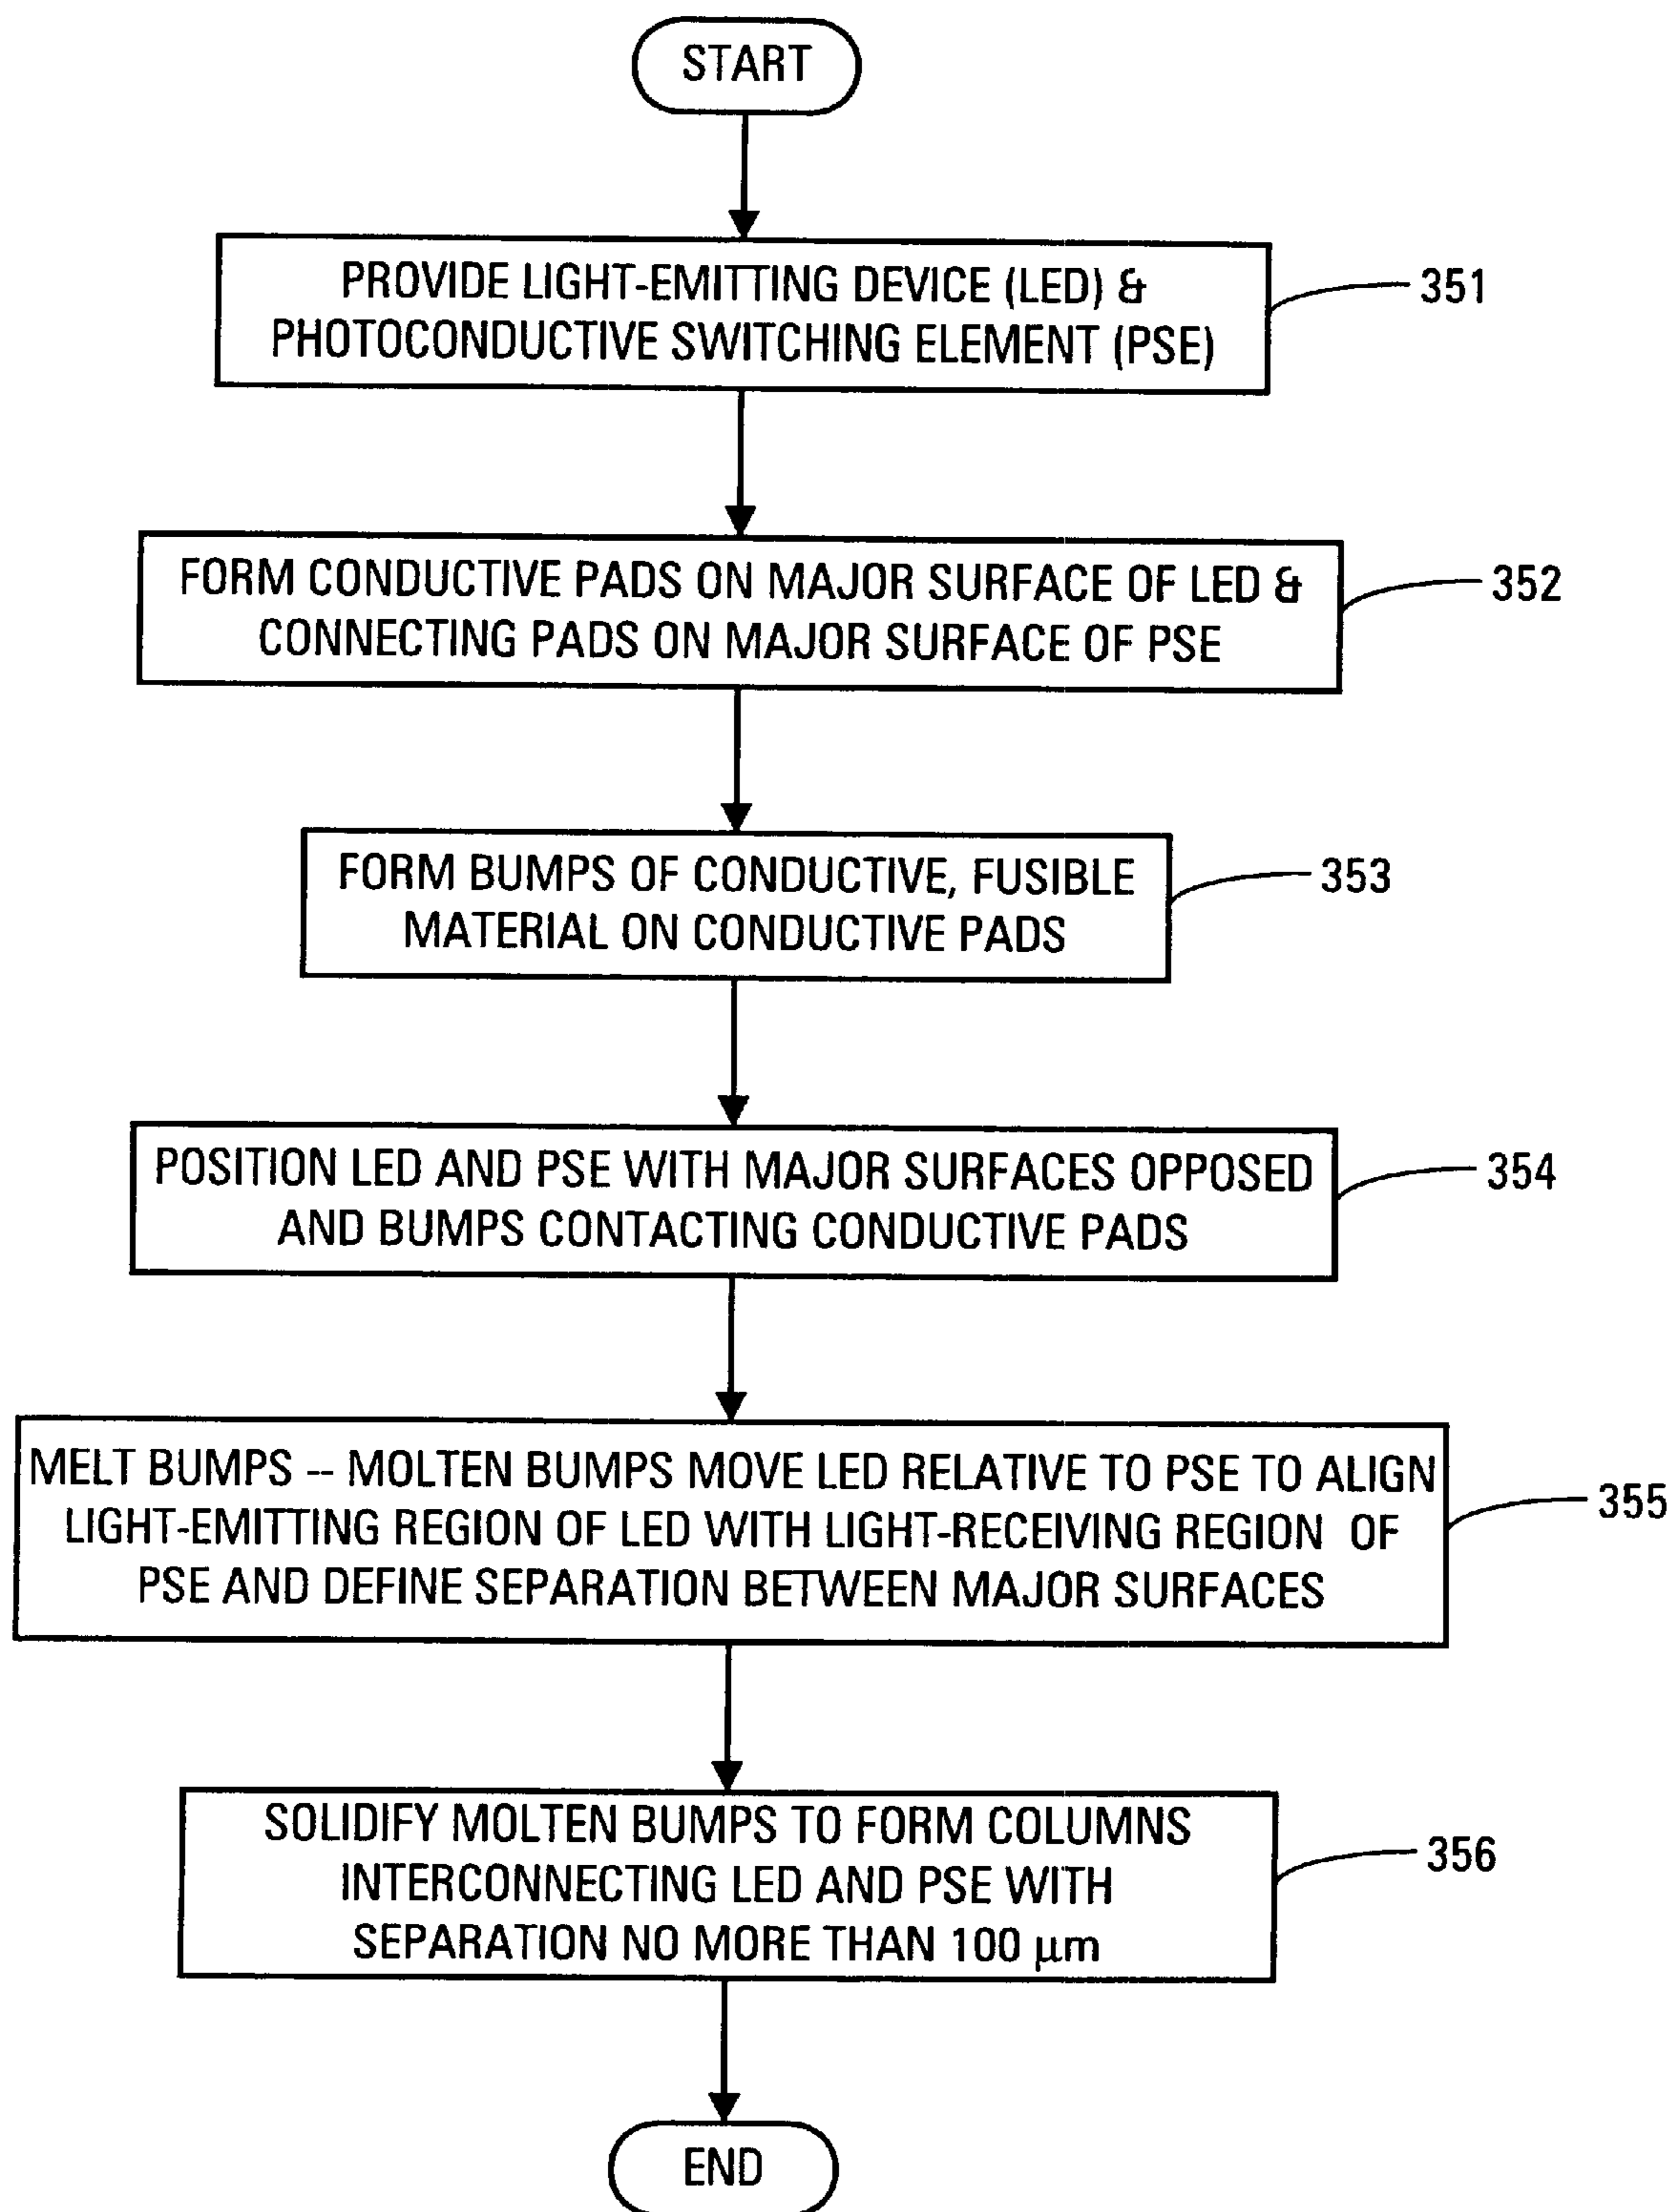 START
PROVIDE LIGHT-EMITTING DEVICE (LED) &
PHOTOCONDUCTIVE SWITCHING ELEMENT (PSE)
351
FORM CONDUCTIVE PADS ON MAJOR SURFACE OF LED &
CONNECTING PADS ON MAJOR SURFACE OF PSE
352
FORM BUMPS OF CONDUCTIVE, FUSIBLE
MATERIAL ON CONDUCTIVE PADS
353
POSITION LED AND PSE WITH MAJOR SURFACES OPPOSED
AND BUMPS CONTACTING CONDUCTIVE PADS
354
MELT BUMPS -- MOLTEN BUMPS MOVE LED RELATIVE TO PSE TO ALIGN
LIGHT-EMITTING REGION OF LED WITH LIGHT-RECEIVING REGION OF
PSE AND DEFINE SEPARATION BETWEEN MAJOR SURFACES
355
SOLIDIFY MOLTEN BUMPS TO FORM COLUMNS
INTERCONNECTING LED AND PSE WITH
SEPARATION NO MORE THAN 100 μm
356
END